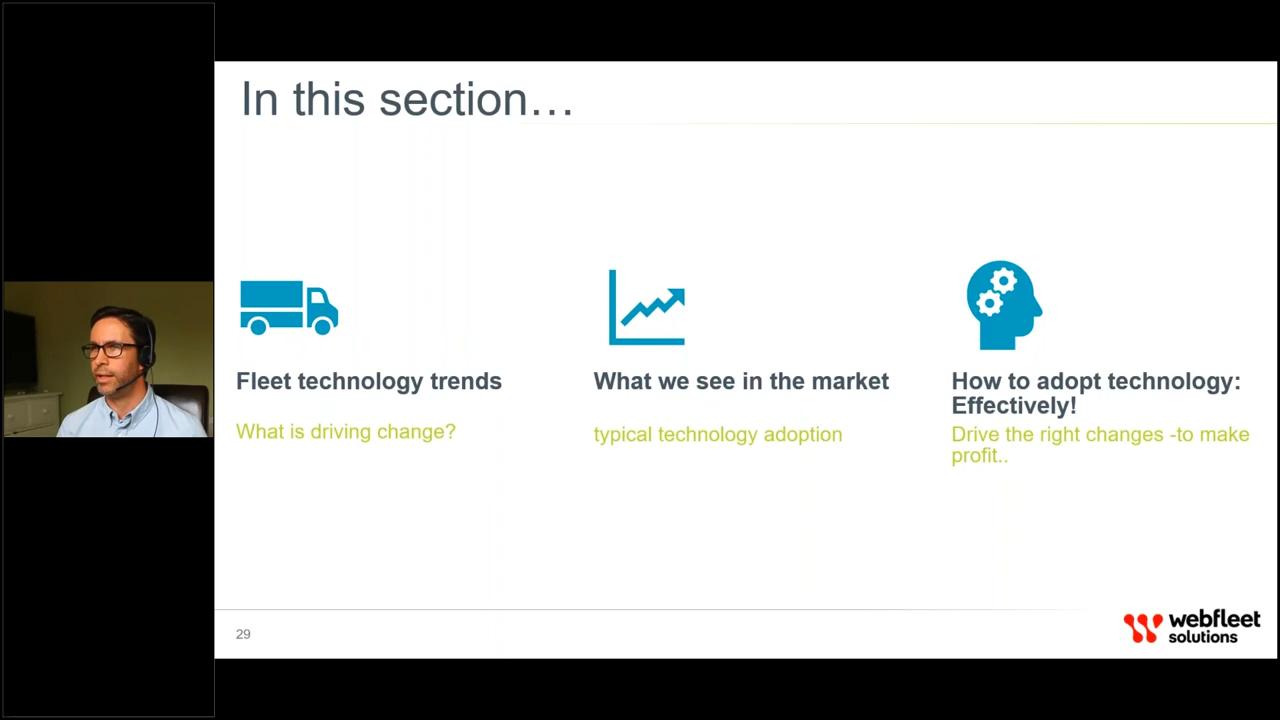 In this section…
Fleet technology trends
What is driving change?
What we see in the market
typical technology adoption
How to adopt technology:
Effectively!
Drive the right changes -to make
profit..
29
webfleet
solutions